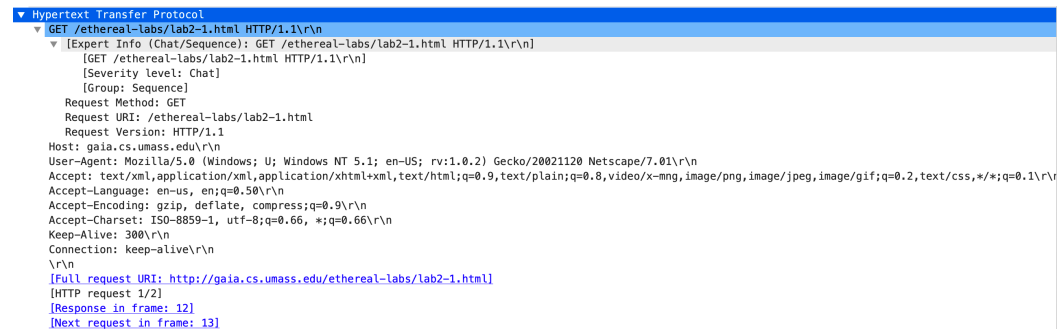 Hypertext Transfer Protocol
GET /ethereal-labs/lab2-1.html HTTP/1.1\r\n
[Expert Info (Chat/Sequence): GET /ethereal-labs/lab2-1.html HTTP/1.1\r\n]
[GET /ethereal-labs/lab2-1.html HTTP/1.1\r\n]
[Severity level: Chat]
[Group: Sequence]
Request Method: GET
Request URI: /ethereal-labs/lab2-1.html
Request Version: HTTP/1.1
Host: gaia.cs.umass.edu\r\n
User-Agent: Mozilla/5.0 (Windows; U; Windows NT 5.1; en-US; rv:1.0.2) Gecko/20021120 Netscape/7.01\r\n
Accept: text/xml,application/xml,application/xhtml+xml,text/html;q=0.9,text/plain;q=0.8,video/x-mng,image/png,image/jpeg,image/gif;q=0.2,text/css,*/*;q=0.1\r\n
Accept-Language: en-us, en;q=0.50\r\n
Accept-Encoding: gzip, deflate, compress;q=0.9\r\n
Accept-Charset: ISO-8859-1, utf-8;q=0.66, *;q=0.66\r\n
Keep-Alive: 300\r\n
Connection: keep-alive\r\n
\r\n
[Full request URI: http://gaia.cs.umass.edu/ethereal-labs/lab2-1.html]
[HTTP request 1/2]
[Response in frame: 12]
[Next request in frame: 13]